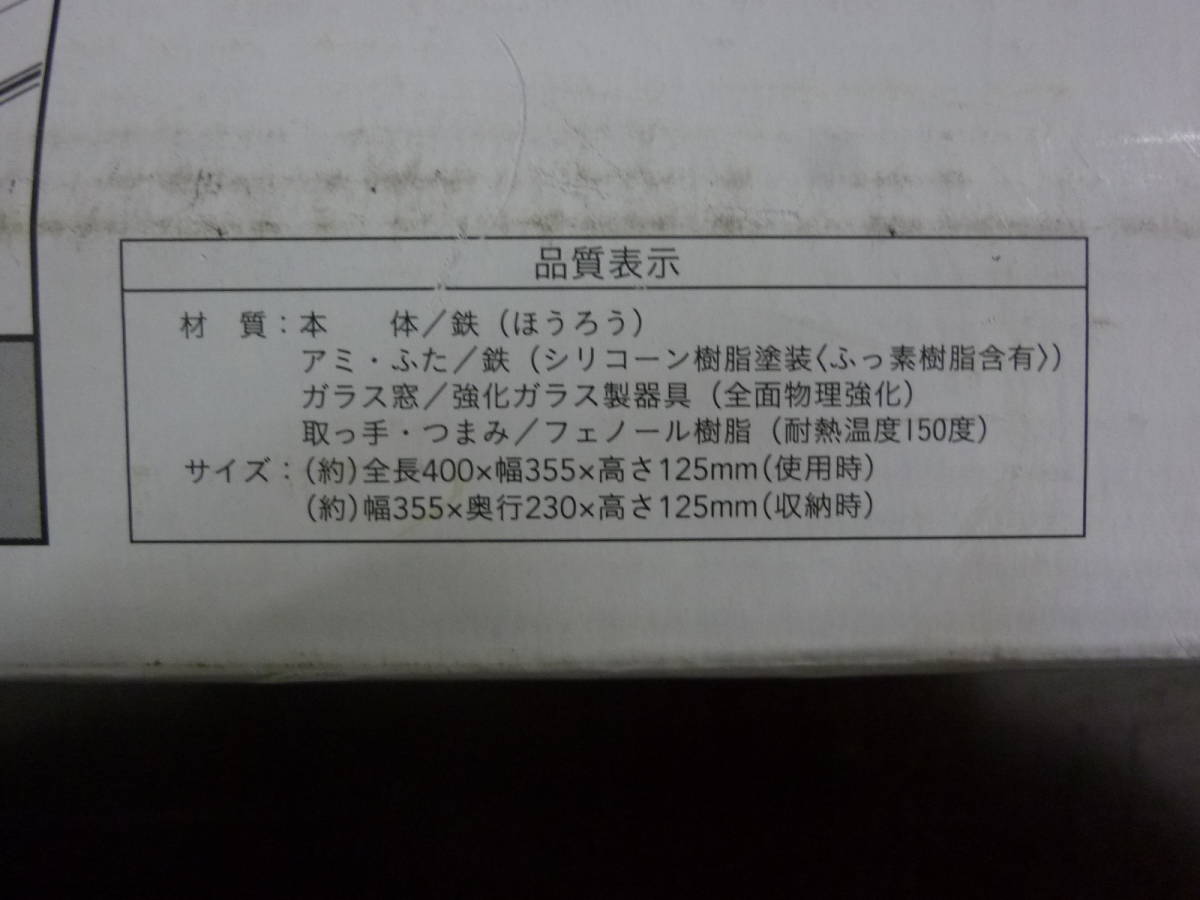 品質表示
材　質：本　　体／鉄（ほうろう）
アミ・ふた／鉄（シリコーン樹脂塗装〈ふっ素樹脂含有〉）
ガラス窓／強化ガラス製器具（全面物理強化）
取っ手・つまみ／フェノール樹脂（耐熱温度150度）
サイズ：（約）全長400×幅355×高さ125mm（使用時）
（約）幅355×奥行230×高さ125mm（収納時）